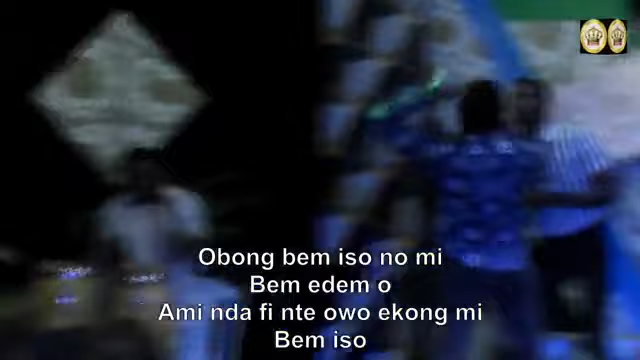 Obong bem iso no mi
Bem edem o
Ami nda fi nte owo ekong mi
Bem iso